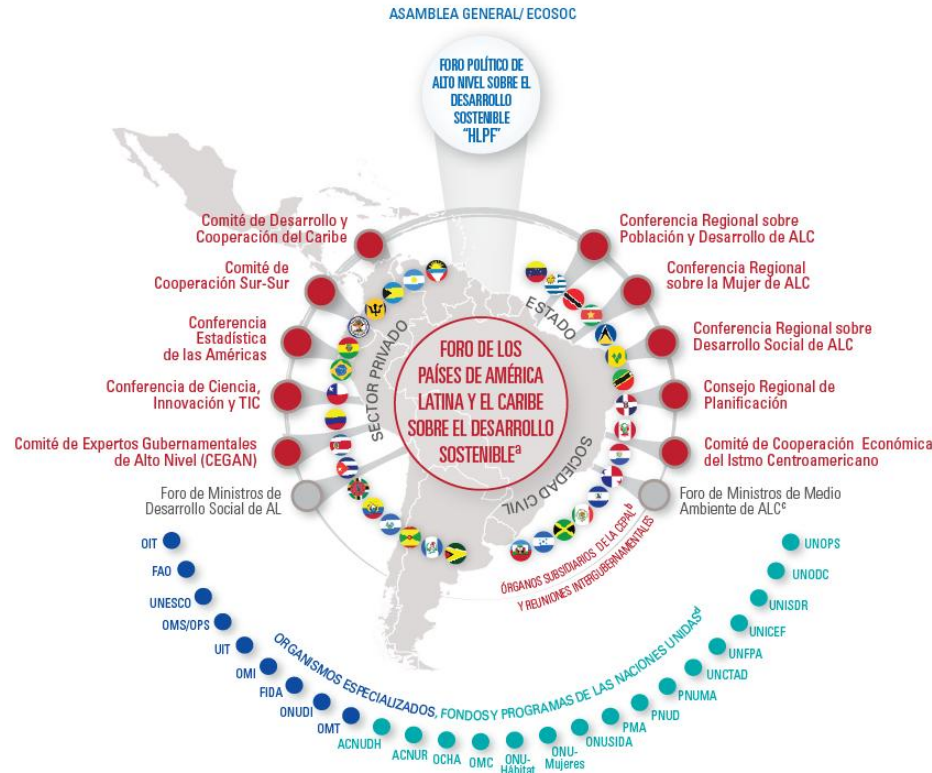 ASAMBLEA GENERAL/ ECOSOC
FORO POLÍTICO DE
ALTO NIVEL SOBRE EL
DESARROLLO
SOSTENIBLE
“HLPF”
Comité de Desarrollo y
Cooperación del Caribe
Comité de
Cooperación Sur-Sur
Conferencia
Estadística
de las Américas
Conferencia de Ciencia,
Innovación y TIC
Comité de Expertos Gubernamentales
de Alto Nivel (CEGAN)
Foro de Ministros de
Desarrollo Social de AL
Conferencia Regional sobre
Población y Desarrollo de ALC
Conferencia Regional
sobre la Mujer de ALC
Conferencia Regional sobre
Desarrollo Social de ALC
Consejo Regional de
Planificación
Comité de Cooperación Económica
del Istmo Centroamericano
Foro de Ministros de Medio
Ambiente de ALCᶜ
SECTOR PRIVADO
ESTADO
SOCIEDAD CIVIL
FORO DE LOS
PAÍSES DE AMÉRICA
LATINA Y EL CARIBE
SOBRE EL DESARROLLO
SOSTENIBLEᵃ
ÓRGANOS SUBSIDIARIOS DE LA CEPALᵇ
Y REUNIONES INTERGUBERNAMENTALES
ORGANISMOS ESPECIALIZADOS, FONDOS Y PROGRAMAS DE LAS NACIONES UNIDASᵈ
OIT
FAO
UNESCO
OMS/OPS
UIT
OMI
FIDA
ONUDI
OMT
ACNUDH
ACNUR
OCHA
OMC
ONU-
Hábitat
ONU-
Mujeres
ONUSIDA
PMA
PNUD
PNUMA
UNCTAD
UNFPA
UNICEF
UNISDR
UNODC
UNOPS